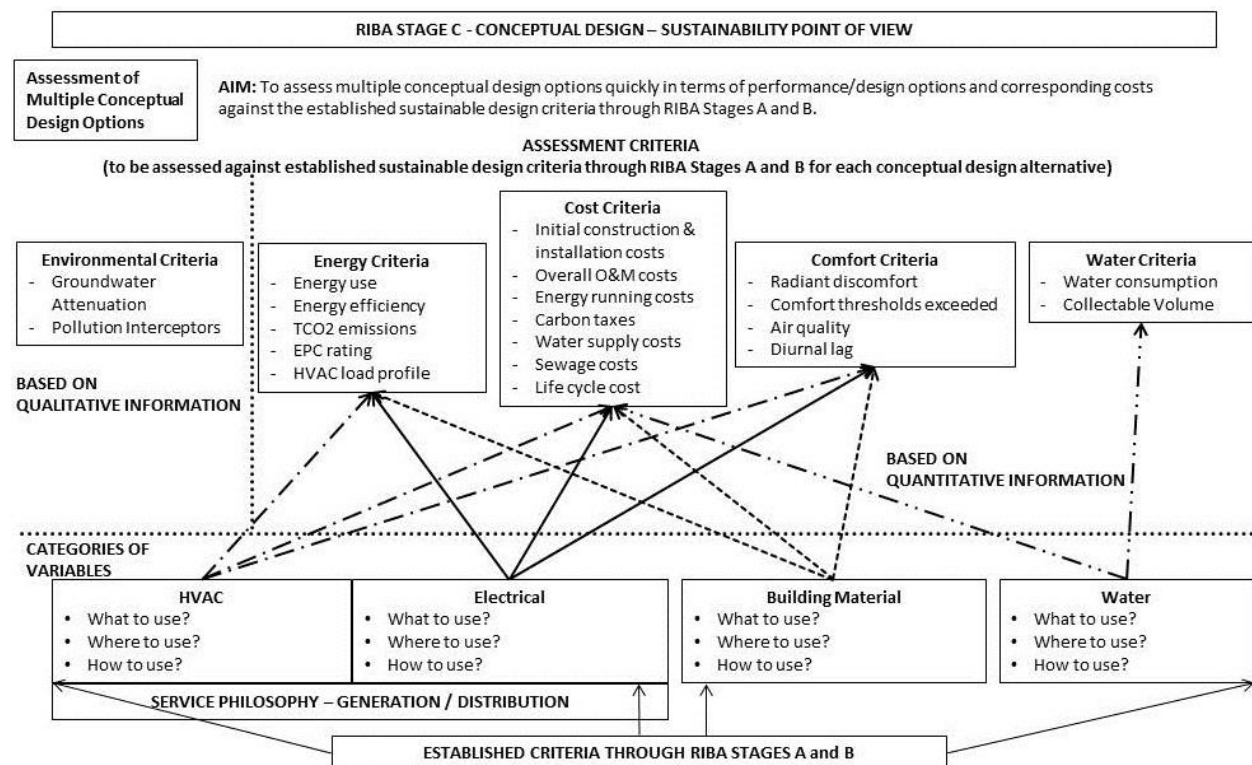 RIBA STAGE C - CONCEPTUAL DESIGN – SUSTAINABILITY POINT OF VIEW
Assessment of
Multiple Conceptual
Design Options
AIM: To assess multiple conceptual design options quickly in terms of performance/design options and corresponding costs
against the established sustainable design criteria through RIBA Stages A and B.
ASSESSMENT CRITERIA
(to be assessed against established sustainable design criteria through RIBA Stages A and B for each conceptual design alternative)
Environmental Criteria
- Groundwater
Attenuation
- Pollution Interceptors
Energy Criteria
- Energy use
- Energy efficiency
- TCO2 emissions
- EPC rating
- HVAC load profile
Cost Criteria
- Initial construction &
installation costs
- Overall O&M costs
- Energy running costs
- Carbon taxes
- Water supply costs
- Sewage costs
- Life cycle cost
Comfort Criteria
- Radiant discomfort
- Comfort thresholds exceeded
- Air quality
- Diurnal lag
Water Criteria
- Water consumption
- Collectable Volume
BASED ON
QUALITATIVE INFORMATION
BASED ON
QUANTITATIVE INFORMATION
CATEGORIES OF
VARIABLES
HVAC
• What to use?
• Where to use?
• How to use?
Electrical
• What to use?
• Where to use?
• How to use?
Building Material
• What to use?
• Where to use?
• How to use?
Water
• What to use?
• Where to use?
• How to use?
SERVICE PHILOSOPHY – GENERATION / DISTRIBUTION
ESTABLISHED CRITERIA THROUGH RIBA STAGES A and B